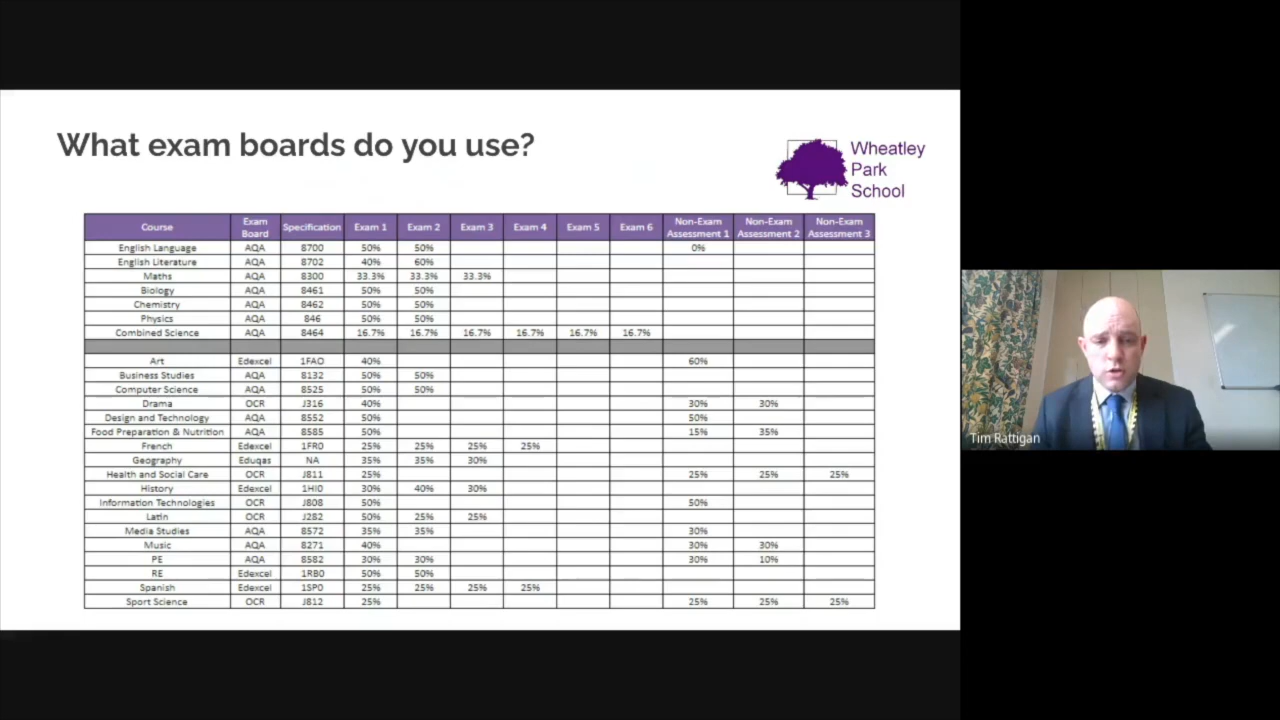 What exam boards do you use?
Wheatley
Park
School
Course Exam Board Specification Exam 1 Exam 2 Exam 3 Exam 4 Exam 5 Exam 6 Non-Exam Assessment 1 Non-Exam Assessment 2 Non-Exam Assessment 3
English Language AQA 8700 50% 50% 0%
English Literature AQA 8702 40% 60%
Maths AQA 8300 33.3% 33.3% 33.3%
Biology AQA 8461 50% 50%
Chemistry AQA 8462 50% 50%
Physics AQA 846 50% 50%
Combined Science AQA 8464 16.7% 16.7% 16.7% 16.7% 16.7% 16.7%
Art Edexcel 1FAO 40% 60%
Business Studies AQA 8132 50% 50%
Computer Science AQA 8525 50% 50%
Drama OCR J316 40% 30% 30%
Design and Technology AQA 8552 50% 50%
Food Preparation & Nutrition AQA 8585 50% 15% 35%
French Edexcel 1FR0 25% 25% 25% 25%
Geography Eduqas NA 35% 35% 30%
Health and Social Care OCR J811 25% 25% 25% 25%
History Edexcel 1HI0 30% 40% 30%
Information Technologies OCR J808 50% 50%
Latin OCR J282 50% 25% 25%
Media Studies AQA 8572 35% 35% 30%
Music AQA 8271 40% 30% 30%
PE AQA 8582 30% 30% 30% 10%
RE Edexcel 1RB0 50% 50%
Spanish Edexcel 1SP0 25% 25% 25% 25%
Sport Science OCR J812 25% 25% 25% 25%
Tim Rattigan